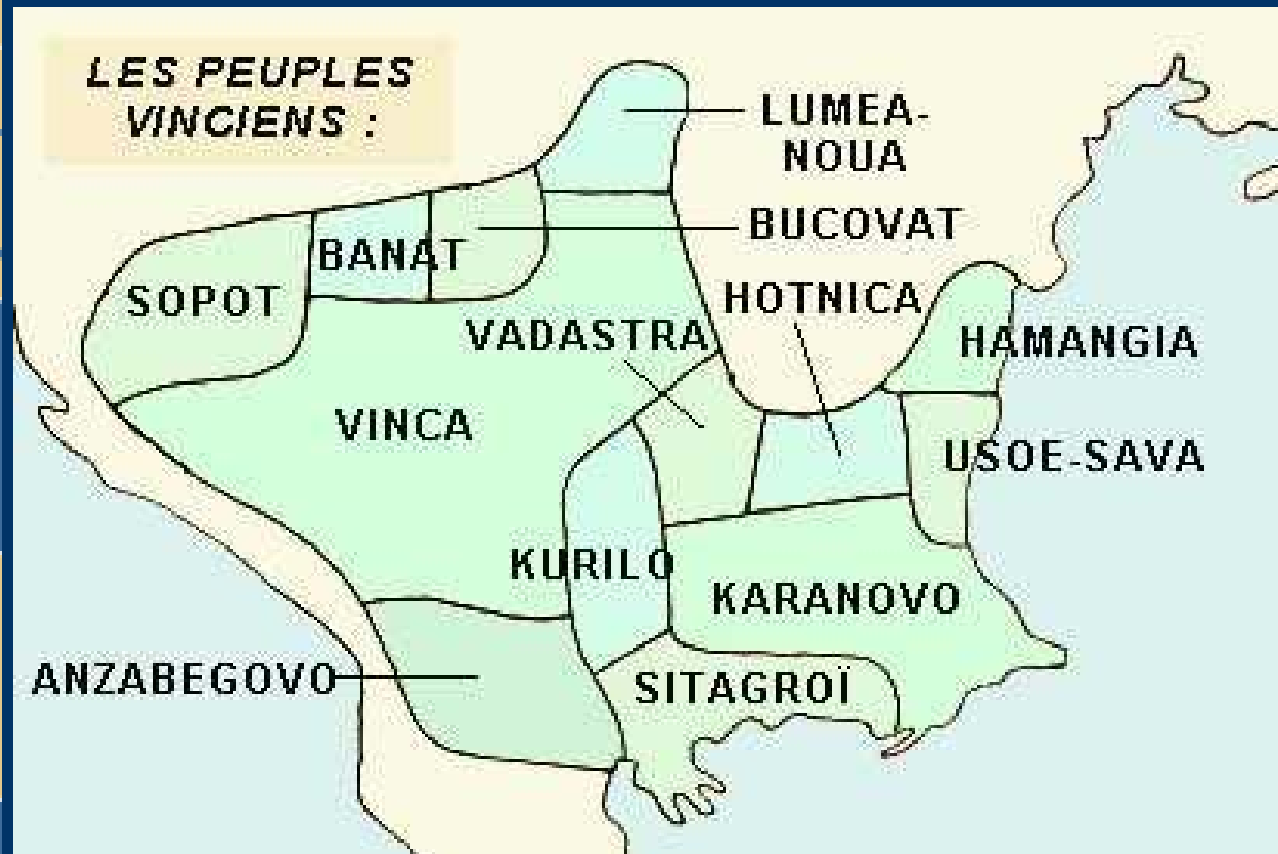 LES PEUPLES
VINCIENS :
LUMEA-
NOUA
BUCOVAT
BANAT
SOPOT
HOTNICA
VADASTRA
HAMANGIA
VINCA
USOE-SAVA
KURILO
KARANOVO
ANZABEGOVO
SITAGROÏ